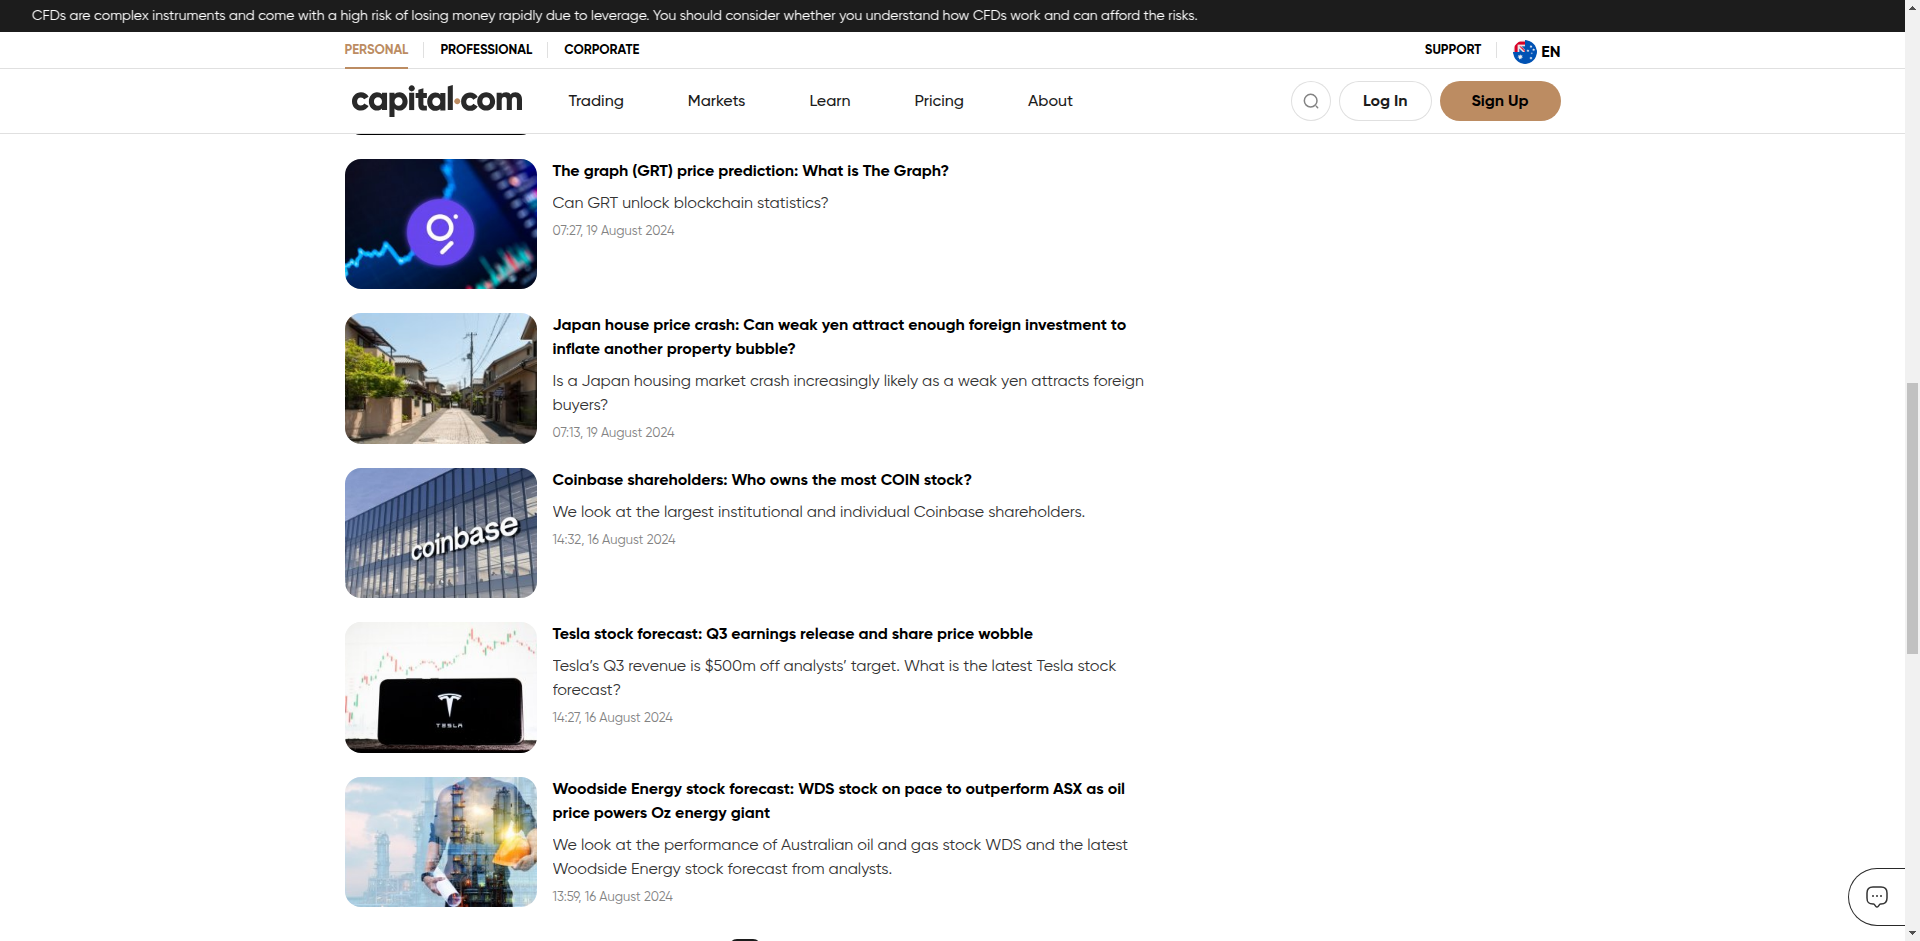 CFDs are complex instruments and come with a high risk of losing money rapidly due to leverage. You should consider whether you understand how CFDs work and can afford the risks.
PERSONAL PROFESSIONAL CORPORATE SUPPORT EN
capital.com Trading Markets Learn Pricing About Log In Sign Up
The graph (GRT) price prediction: What is The Graph?
Can GRT unlock blockchain statistics?
07:27, 19 August 2024
Japan house price crash: Can weak yen attract enough foreign investment to
inflate another property bubble?
Is a Japan housing market crash increasingly likely as a weak yen attracts foreign
buyers?
07:13, 19 August 2024
coinbase
Coinbase shareholders: Who owns the most COIN stock?
We look at the largest institutional and individual Coinbase shareholders.
14:32, 16 August 2024
TESLA
Tesla stock forecast: Q3 earnings release and share price wobble
Tesla’s Q3 revenue is $500m off analysts’ target. What is the latest Tesla stock
forecast?
14:27, 16 August 2024
Woodside Energy stock forecast: WDS stock on pace to outperform ASX as oil
price powers Oz energy giant
We look at the performance of Australian oil and gas stock WDS and the latest
Woodside Energy stock forecast from analysts.
13:59, 16 August 2024